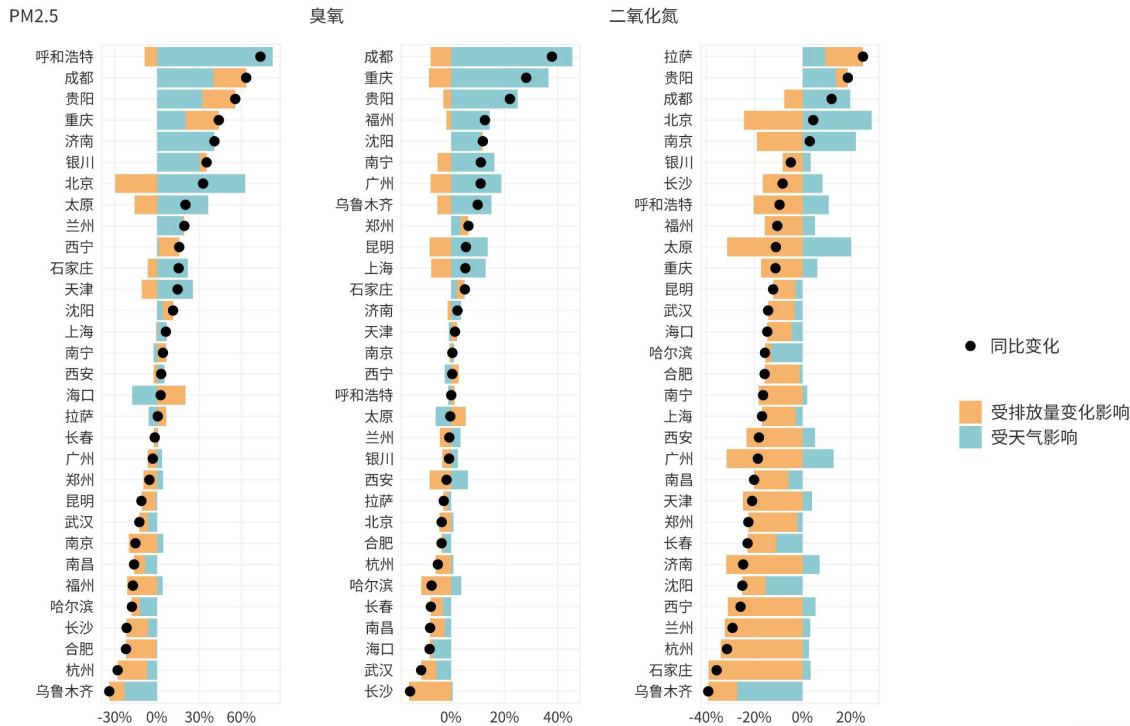 PM2.5
呼和浩特
成都
贵阳
重庆
济南
银川
北京
太原
兰州
西宁
石家庄
天津
沈阳
上海
南宁
西安
海口
拉萨
长春
广州
郑州
昆明
武汉
南京
南昌
福州
哈尔滨
长沙
合肥
杭州
乌鲁木齐
-30% 0% 30% 60%
臭氧
成都
重庆
贵阳
福州
沈阳
南宁
广州
乌鲁木齐
郑州
昆明
上海
石家庄
济南
天津
南京
西宁
呼和浩特
太原
兰州
银川
西安
拉萨
北京
合肥
杭州
哈尔滨
长春
南昌
海口
武汉
长沙
0% 20% 40%
二氧化氮
拉萨
贵阳
成都
北京
南京
银川
长沙
呼和浩特
福州
太原
重庆
昆明
武汉
海口
哈尔滨
合肥
南宁
上海
西安
广州
南昌
天津
郑州
长春
济南
沈阳
西宁
兰州
杭州
石家庄
乌鲁木齐
-40% -20% 0% 20%
同比变化
受排放量变化影响
受天气影响